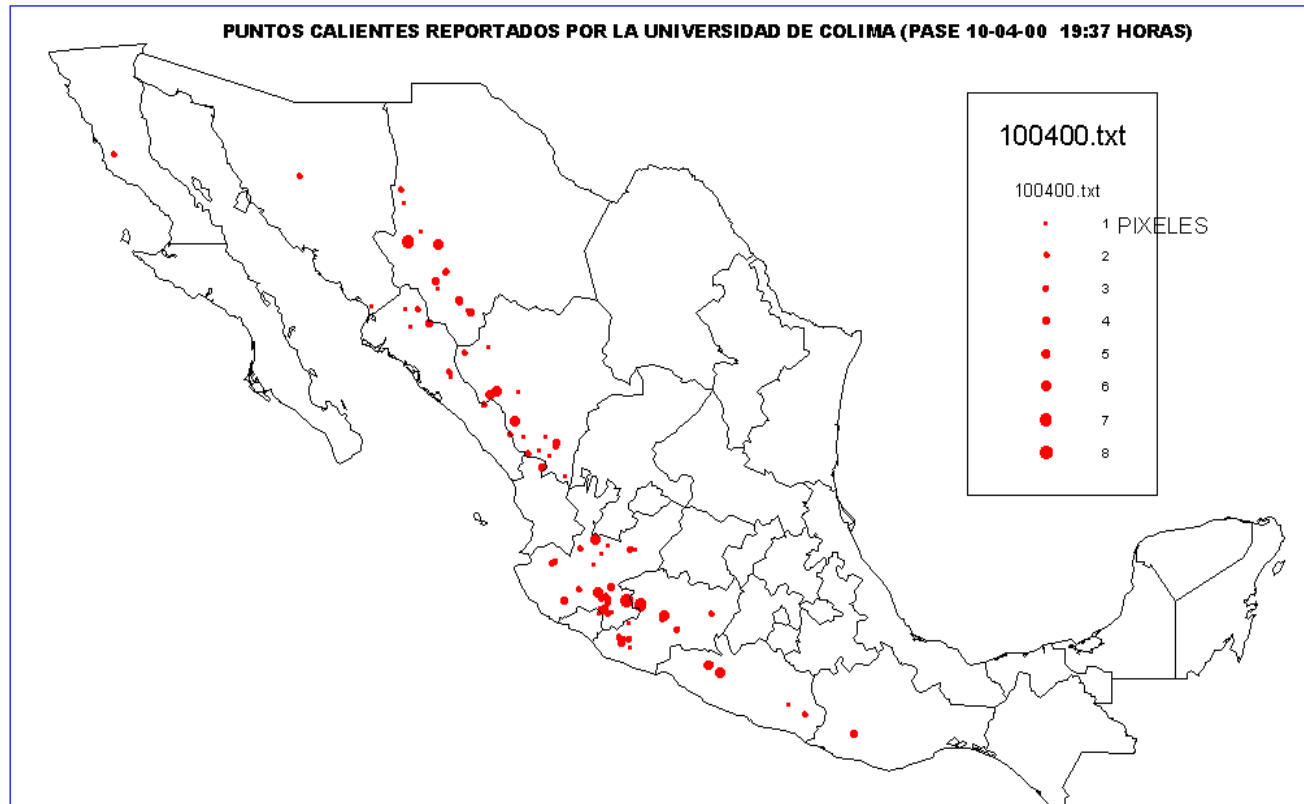 PUNTOS CALIENTES REPORTADOS POR LA UNIVERSIDAD DE COLIMA (PASE 10-04-00 19:37 HORAS)
100400.txt
100400.txt
1 PIXELES
2
3
4
5
6
7
8